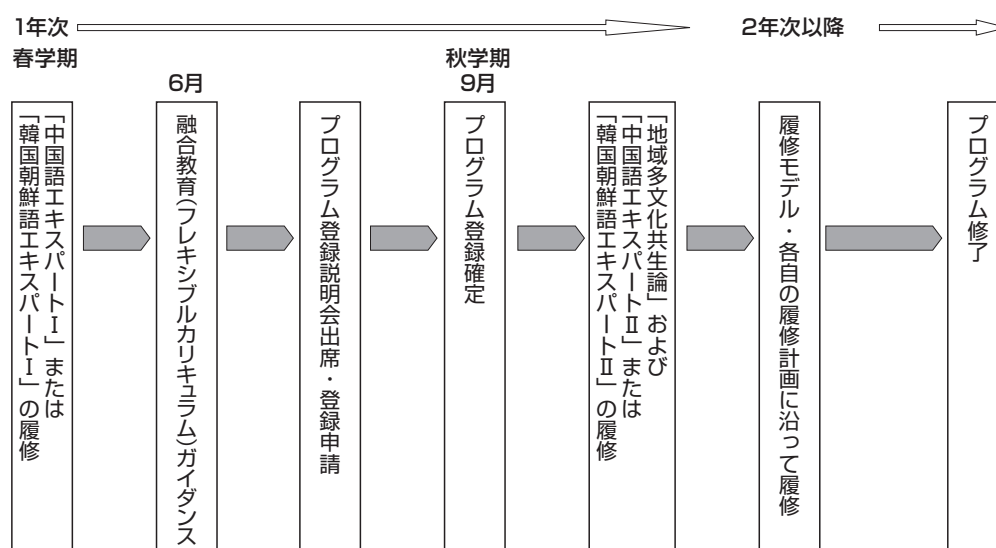 1年次
2年次以降
春学期
秋学期
6月
9月
「中国語エキスパートⅠ」または
「韓国朝鮮語エキスパートⅠ」の履修
融合教育(フレキシブルカリキュラム)ガイダンス
プログラム登録説明会出席・登録申請
プログラム登録確定
「地域多文化共生論」および
「中国語エキスパートⅡ」または
「韓国朝鮮語エキスパートⅡ」の履修
履修モデル・各自の履修計画に沿って履修
プログラム修了